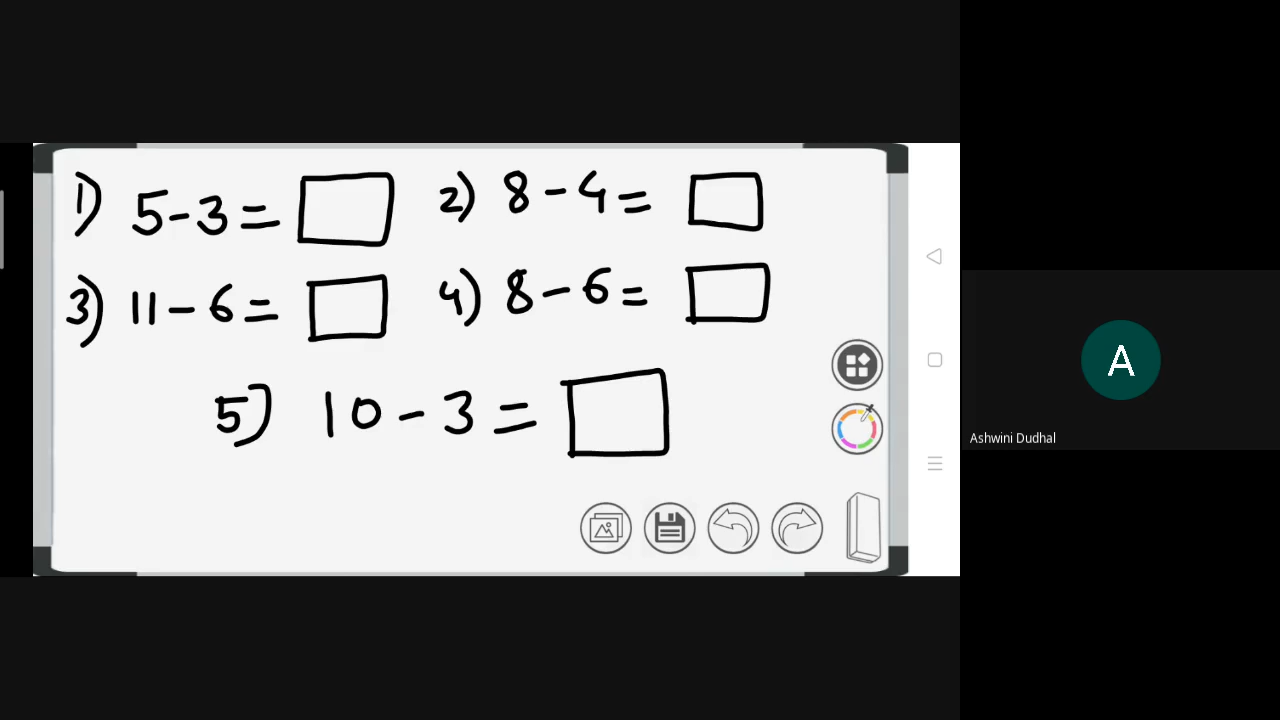 1) 5-3= 2) 8-4=
3) 11-6= 4) 8-6=
5) 10-3=
A
Ashwini Dudhal